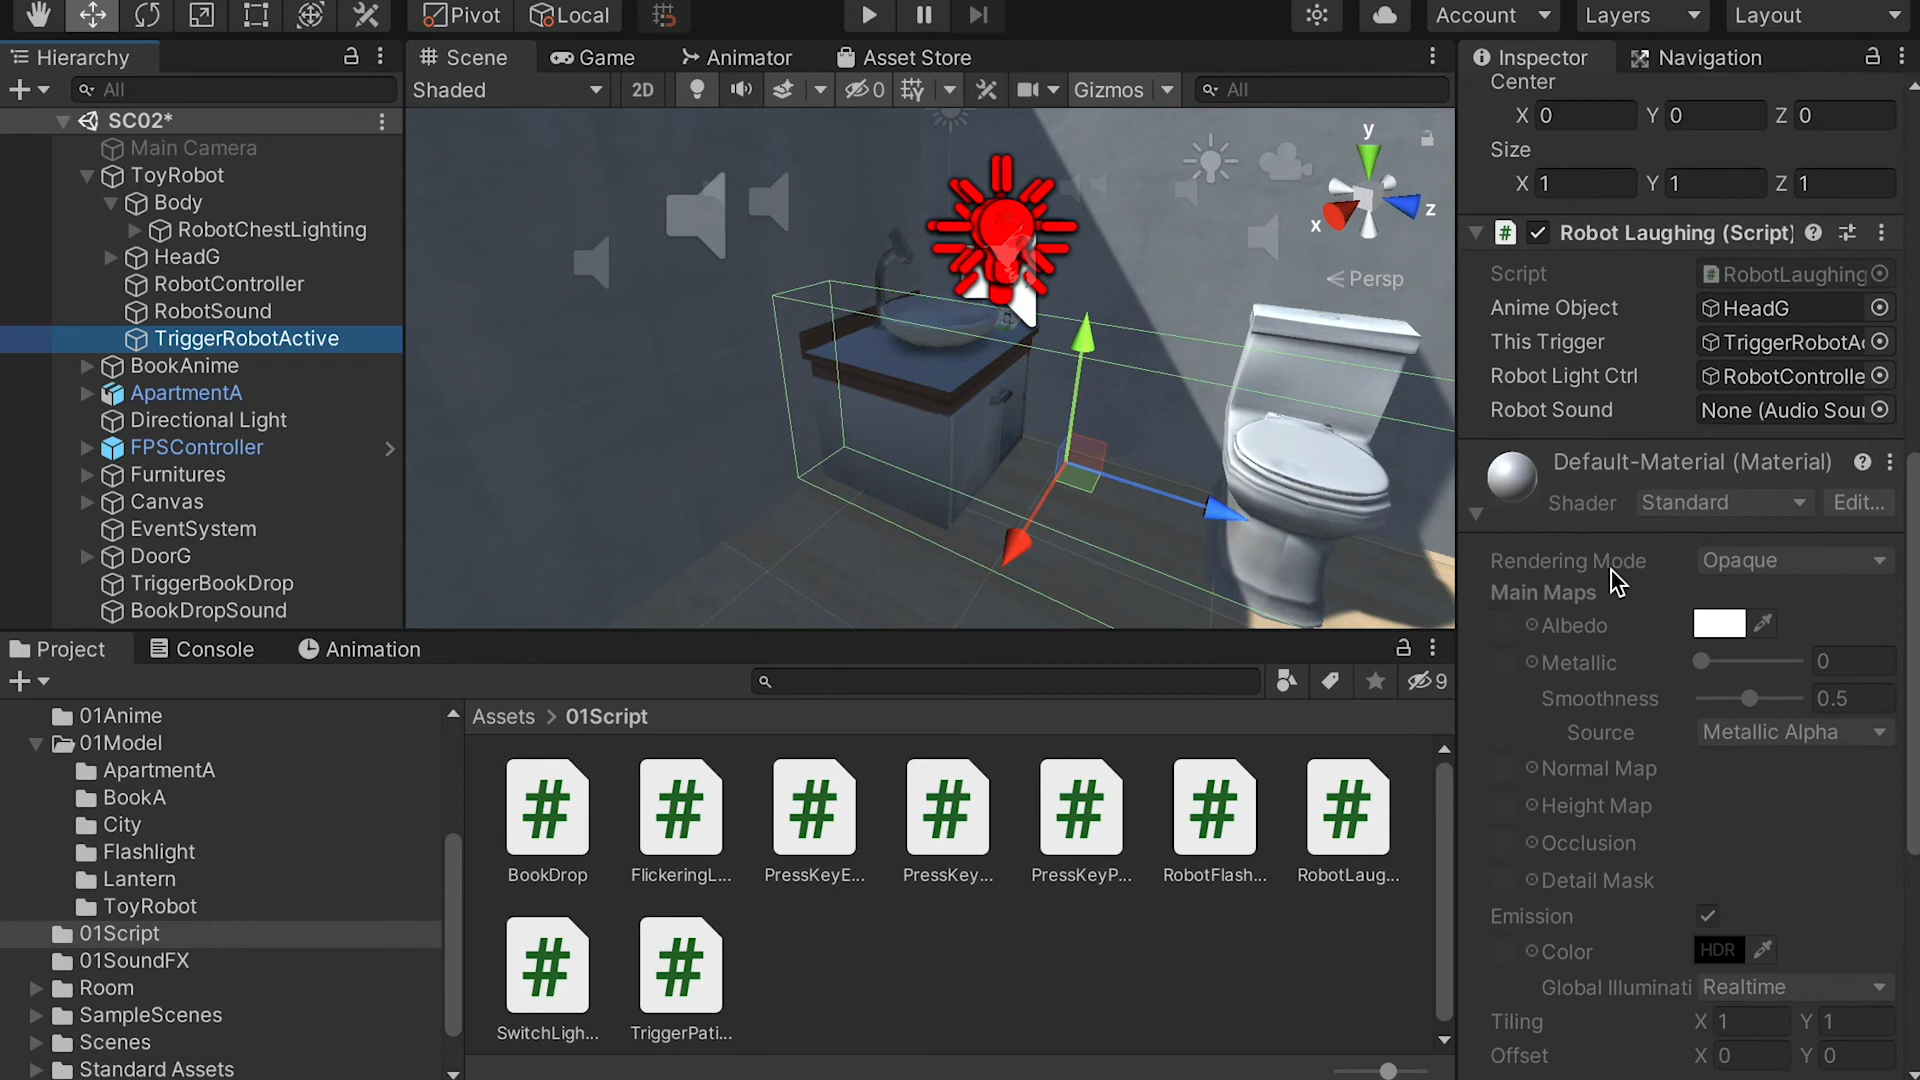 Pivot
Local
Account
Layers
Layout
Hierarchy
All
SC02*
Main Camera
ToyRobot
Body
RobotChestLighting
HeadG
RobotController
RobotSound
TriggerRobotActive
BookAnime
ApartmentA
Directional Light
FPSController
Furnitures
Canvas
EventSystem
DoorG
TriggerBookDrop
BookDropSound
Scene
Game
Animator
Asset Store
Shaded
2D
0
Gizmos
All
y
x
z
Persp
Inspector
Navigation
Center
X 0 Y 0 Z 0
Size
X 1 Y 1 Z 1
# Robot Laughing (Script)
Script RobotLaughing
Anime Object HeadG
This Trigger TriggerRobotA
Robot Light Ctrl RobotControlle
Robot Sound None (Audio Sou
Default-Material (Material)
Shader Standard Edit...
Rendering Mode Opaque
Main Maps
Albedo
Metallic 0
Smoothness 0.5
Source Metallic Alpha
Normal Map
Height Map
Occlusion
Detail Mask
Emission
Color HDR
Global Illuminati Realtime
Tiling X 1 Y 1
Offset X 0 Y 0
Project
Console
Animation
9
01Anime
01Model
ApartmentA
BookA
City
Flashlight
Lantern
ToyRobot
01Script
01SoundFX
Room
SampleScenes
Scenes
Standard Assets
Assets > 01Script
# # # # # # #
BookDrop FlickeringL... PressKeyE... PressKey... PressKeyP... RobotFlash... RobotLaug...
# #
SwitchLigh... TriggerPati...